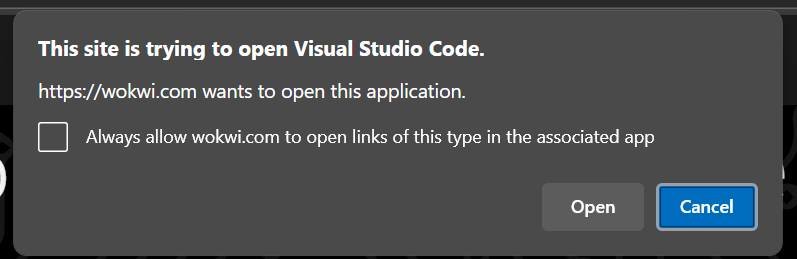 This site is trying to open Visual Studio Code.
https://wokwi.com wants to open this application.
Always allow wokwi.com to open links of this type in the associated app
Open
Cancel